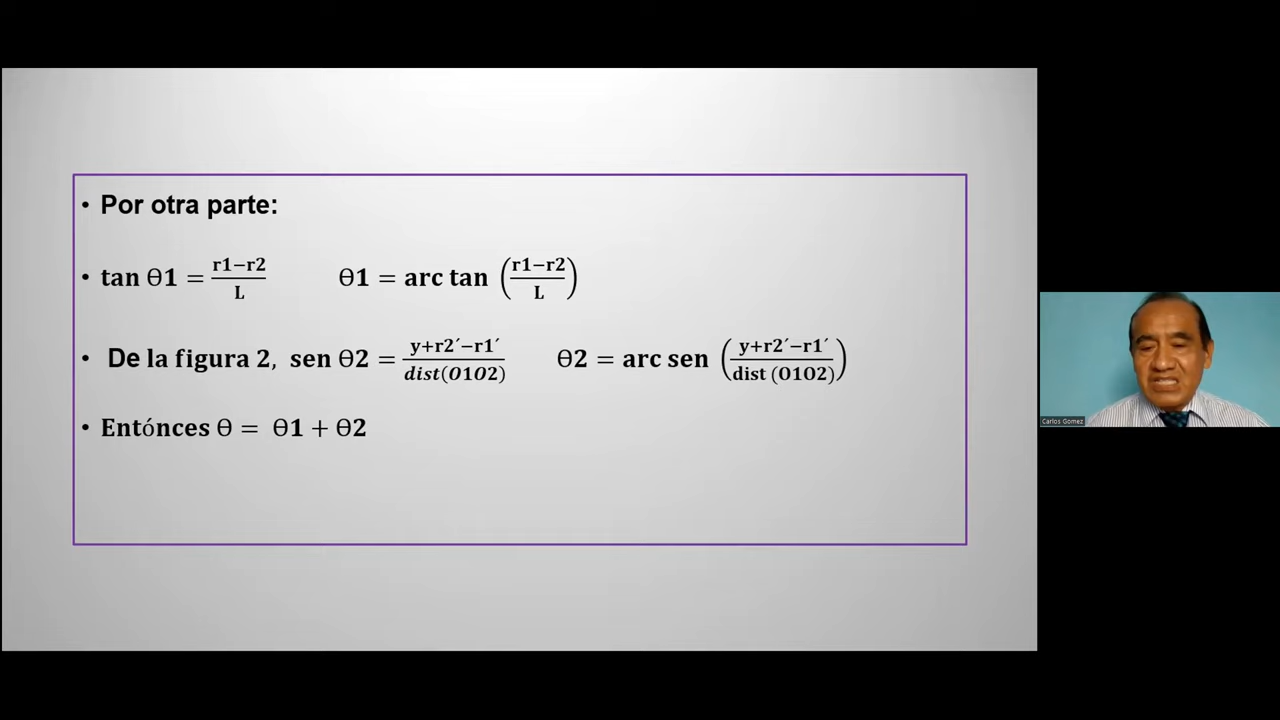 • Por otra parte:
• tan θ1 = (r1−r2)/L    θ1 = arc tan ((r1−r2)/L)
• De la figura 2, sen θ2 = (y+r2´−r1´)/dist(O1O2)    θ2 = arc sen ((y+r2´−r1´)/dist (O1O2))
• Entónces θ = θ1 + θ2
Carlos Gomez